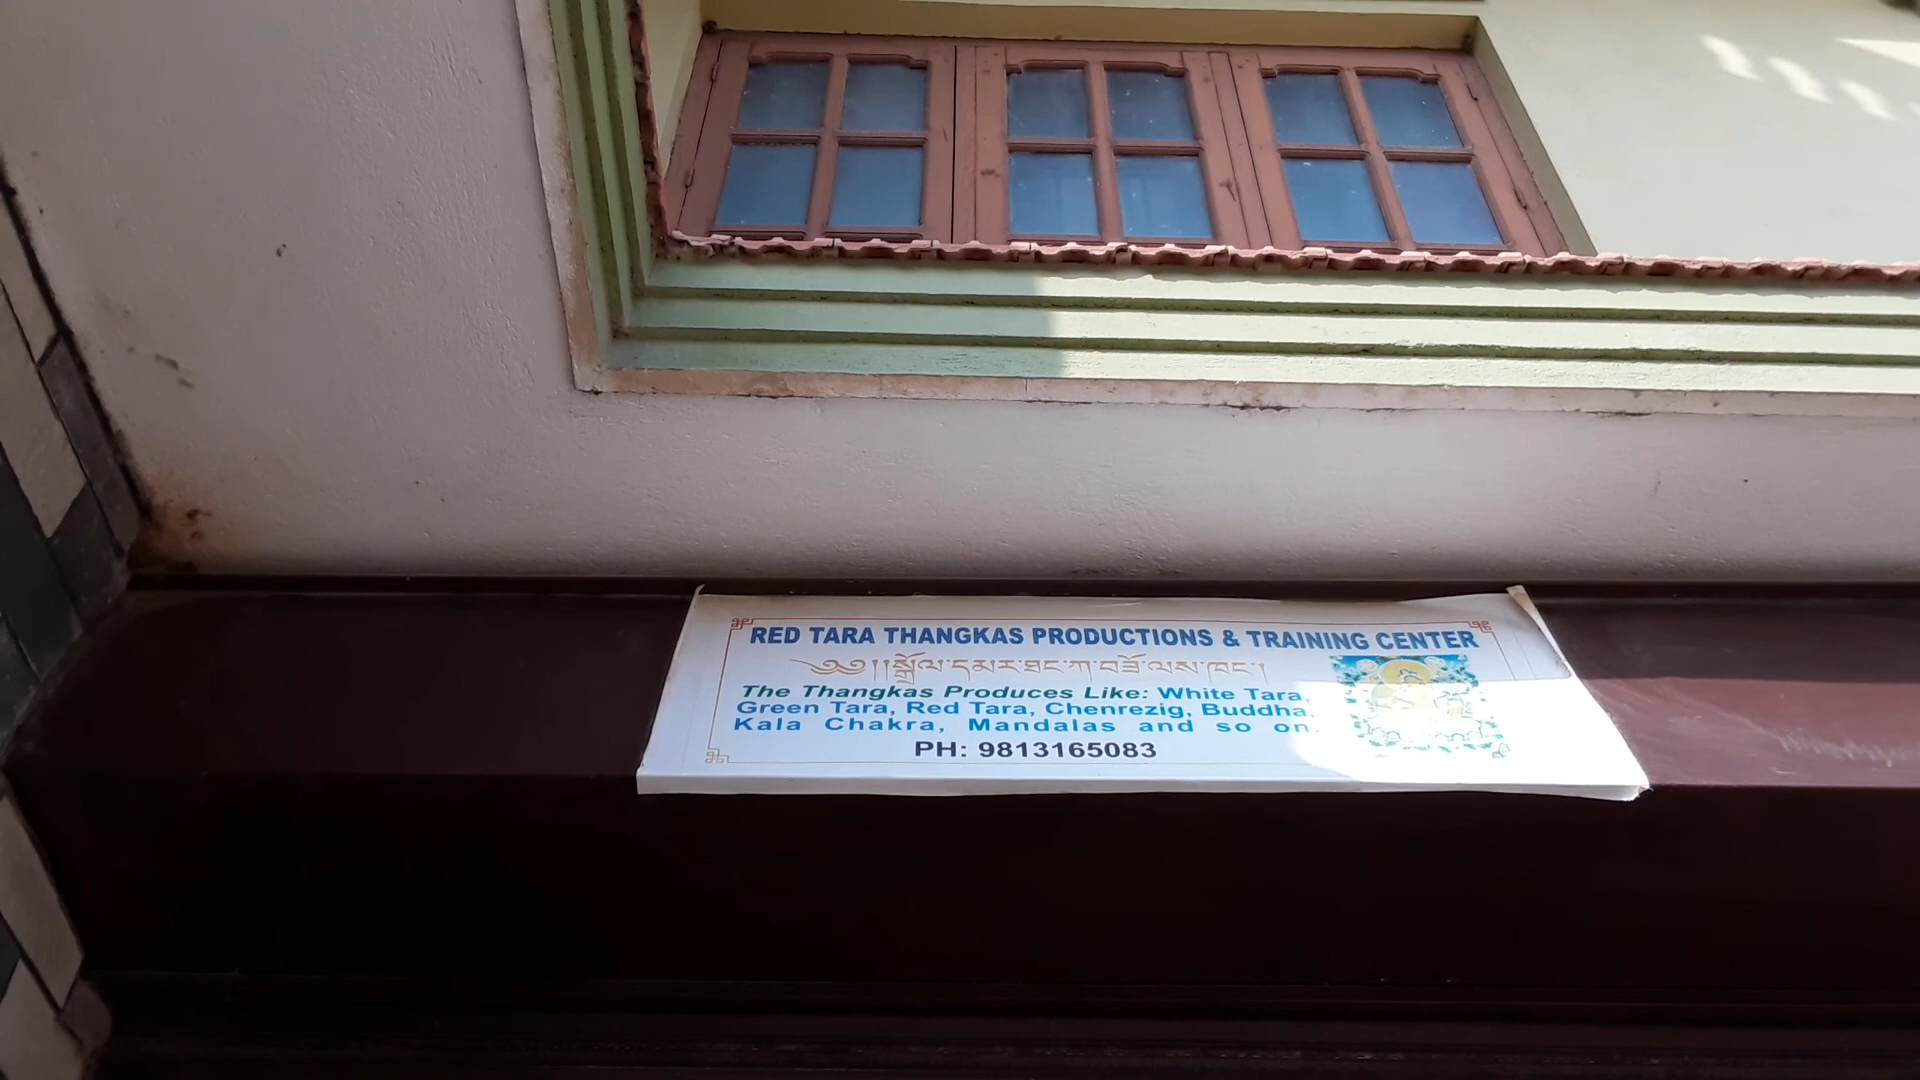 RED TARA THANGKAS PRODUCTIONS & TRAINING CENTER
༄༅།།སྒྲོལ་དམར་ཐང་ཀ་བཟོ་ལས་ཁང་།
The Thangkas Produces Like: White Tara,
Green Tara, Red Tara, Chenrezig, Buddha,
Kala Chakra, Mandalas and so on.
PH: 9813165083